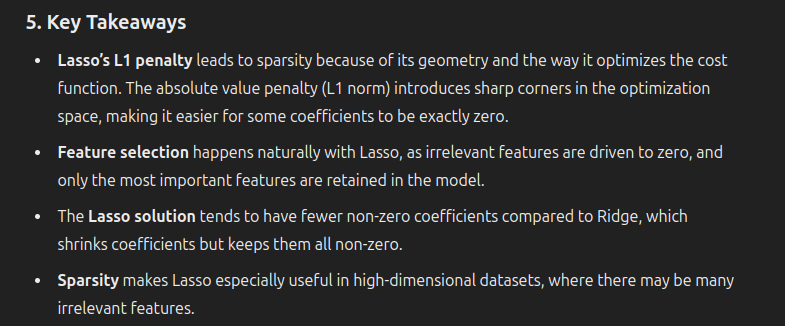 5. Key Takeaways
• Lasso’s L1 penalty leads to sparsity because of its geometry and the way it optimizes the cost
function. The absolute value penalty (L1 norm) introduces sharp corners in the optimization
space, making it easier for some coefficients to be exactly zero.
• Feature selection happens naturally with Lasso, as irrelevant features are driven to zero, and
only the most important features are retained in the model.
• The Lasso solution tends to have fewer non-zero coefficients compared to Ridge, which
shrinks coefficients but keeps them all non-zero.
• Sparsity makes Lasso especially useful in high-dimensional datasets, where there may be many
irrelevant features.